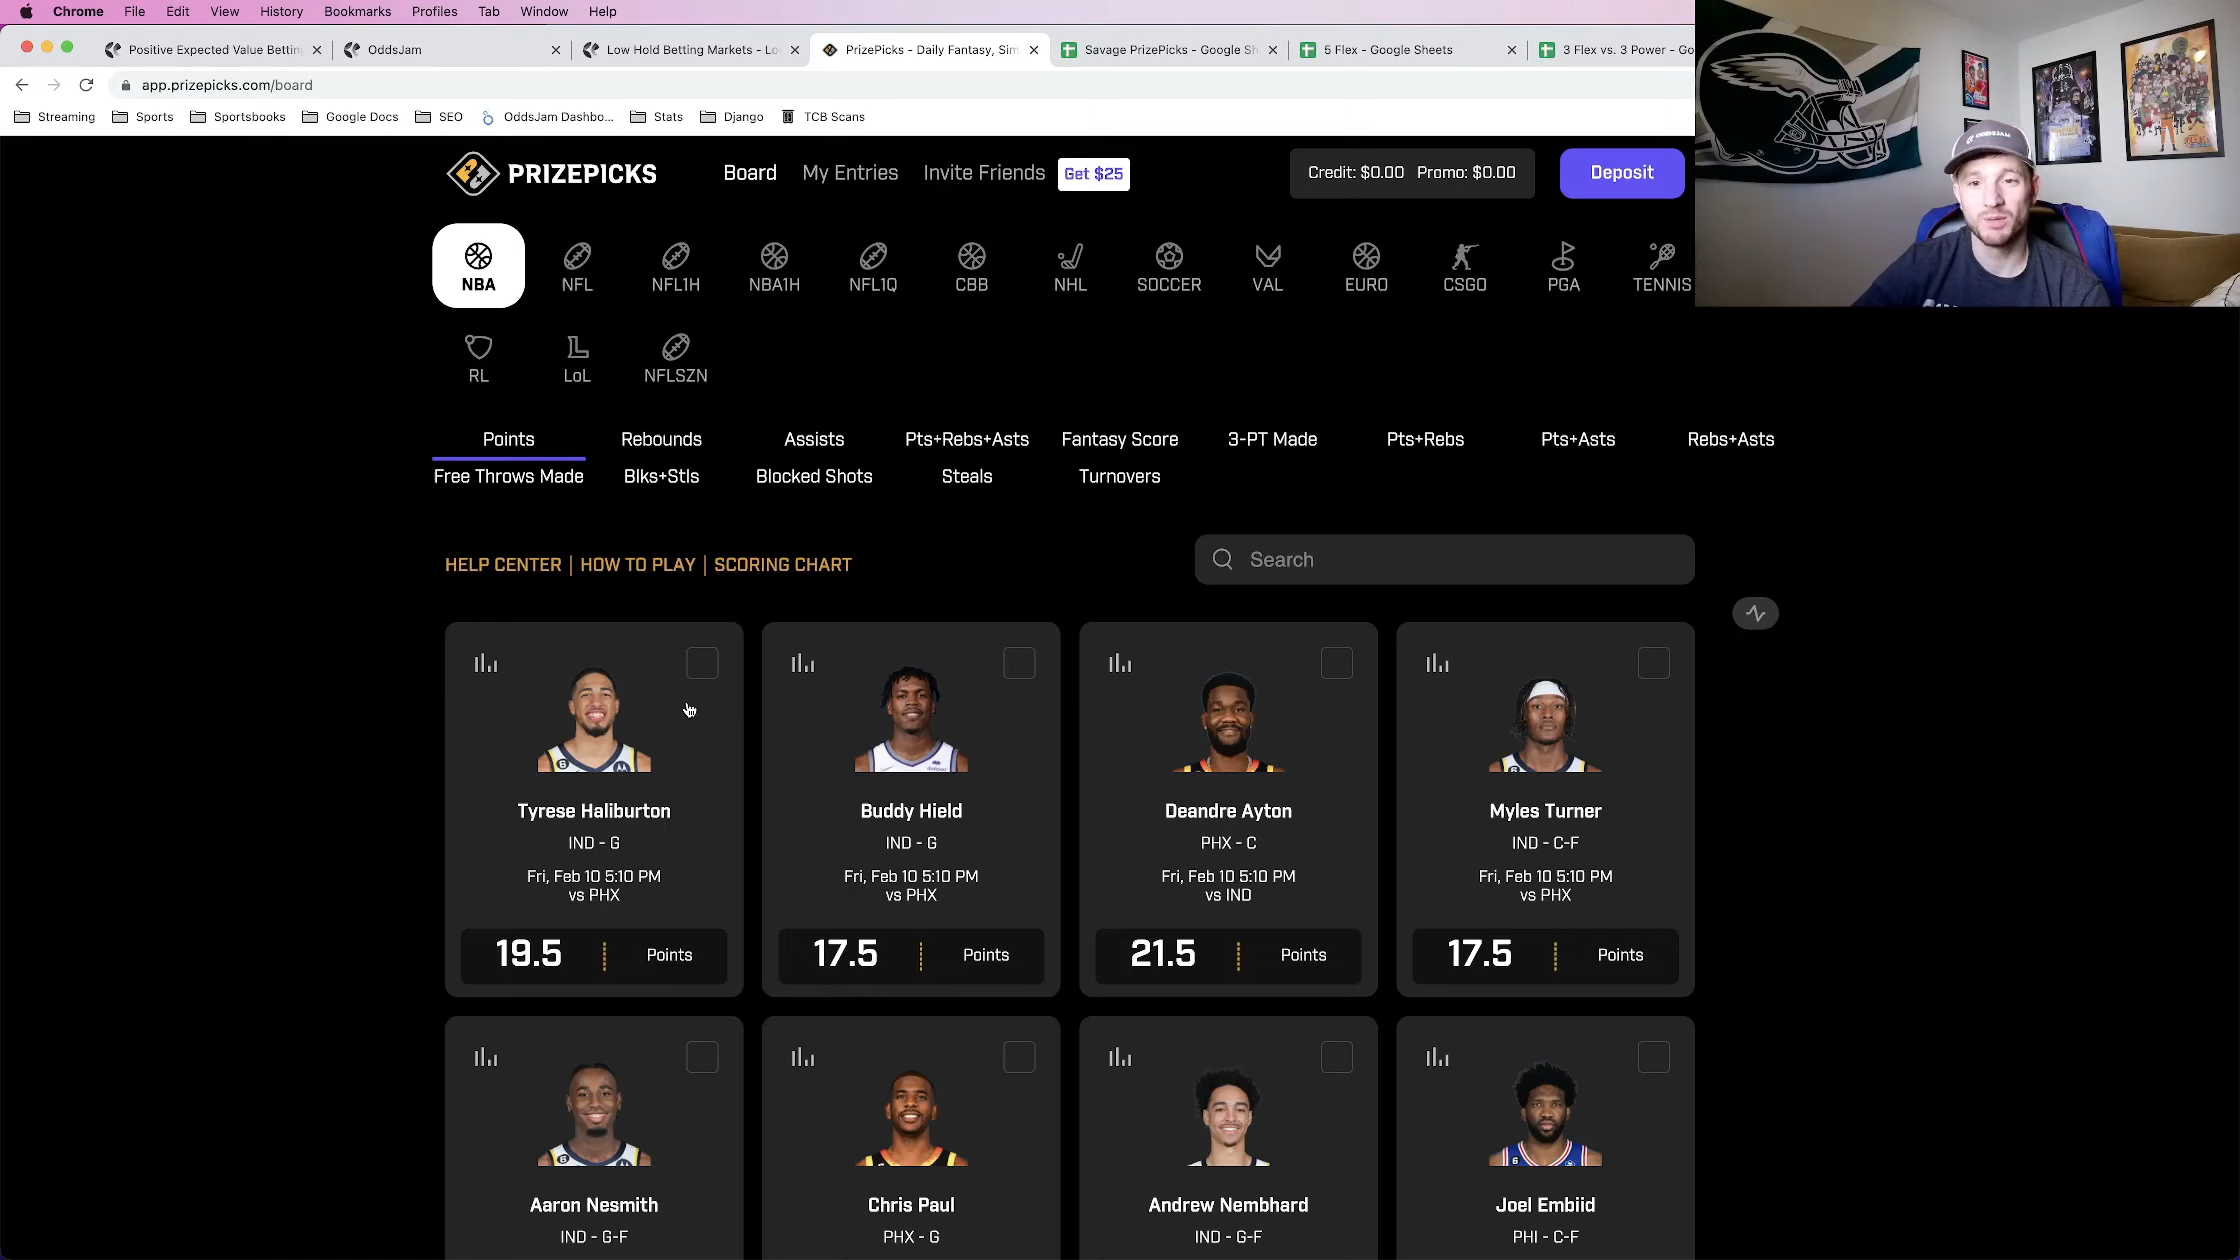 Chrome File Edit View History Bookmarks Profiles Tab Window Help
Positive Expected Value Betting OddsJam Low Hold Betting Markets - Lo PrizePicks - Daily Fantasy, Sim Savage PrizePicks - Google Sh 5 Flex - Google Sheets 3 Flex vs. 3 Power - Go
app.prizepicks.com/board
Streaming Sports Sportsbooks Google Docs SEO OddsJam Dashbo... Stats Django TCB Scans
ODDSJAM
PRIZEPICKS Board My Entries Invite Friends Get $25 Credit: $0.00 Promo: $0.00 Deposit
NBA NFL NFL1H NBA1H NFL1Q CBB NHL SOCCER VAL EURO CSGO PGA TENNIS
RL LoL NFLSZN
Points Rebounds Assists Pts+Rebs+Asts Fantasy Score 3-PT Made Pts+Rebs Pts+Asts Rebs+Asts
Free Throws Made Blks+Stls Blocked Shots Steals Turnovers
HELP CENTER | HOW TO PLAY | SCORING CHART Search
Tyrese Haliburton Buddy Hield Deandre Ayton Myles Turner
IND - G IND - G PHX - C IND - C-F
Fri, Feb 10 5:10 PM Fri, Feb 10 5:10 PM Fri, Feb 10 5:10 PM Fri, Feb 10 5:10 PM
vs PHX vs PHX vs IND vs PHX
19.5 Points 17.5 Points 21.5 Points 17.5 Points
Aaron Nesmith Chris Paul Andrew Nembhard Joel Embiid
IND - G-F PHX - G IND - G-F PHI - C-F